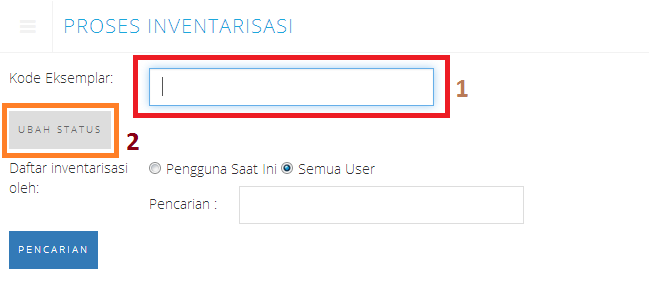 PROSES INVENTARISASI
Kode Eksemplar:
1
UBAH STATUS
2
Daftar inventarisasi oleh:
Pengguna Saat Ini Semua User
Pencarian :
PENCARIAN